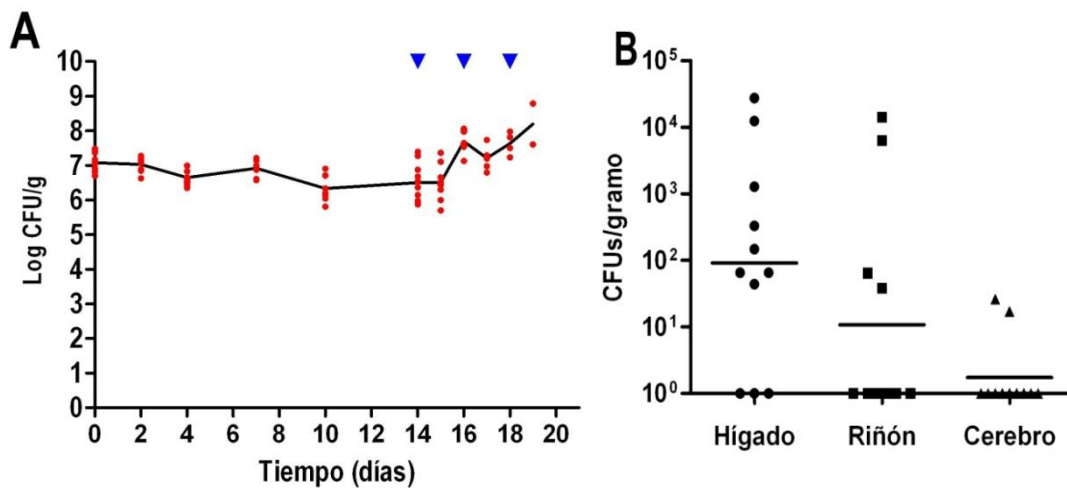 A
Log CFU/g
10
9
8
7
6
5
4
3
2
1
0
0 2 4 6 8 10 12 14 16 18 20
Tiempo (días)
B
CFUs/gramo
10⁵
10⁴
10³
10²
10¹
10⁰
Hígado Riñón Cerebro